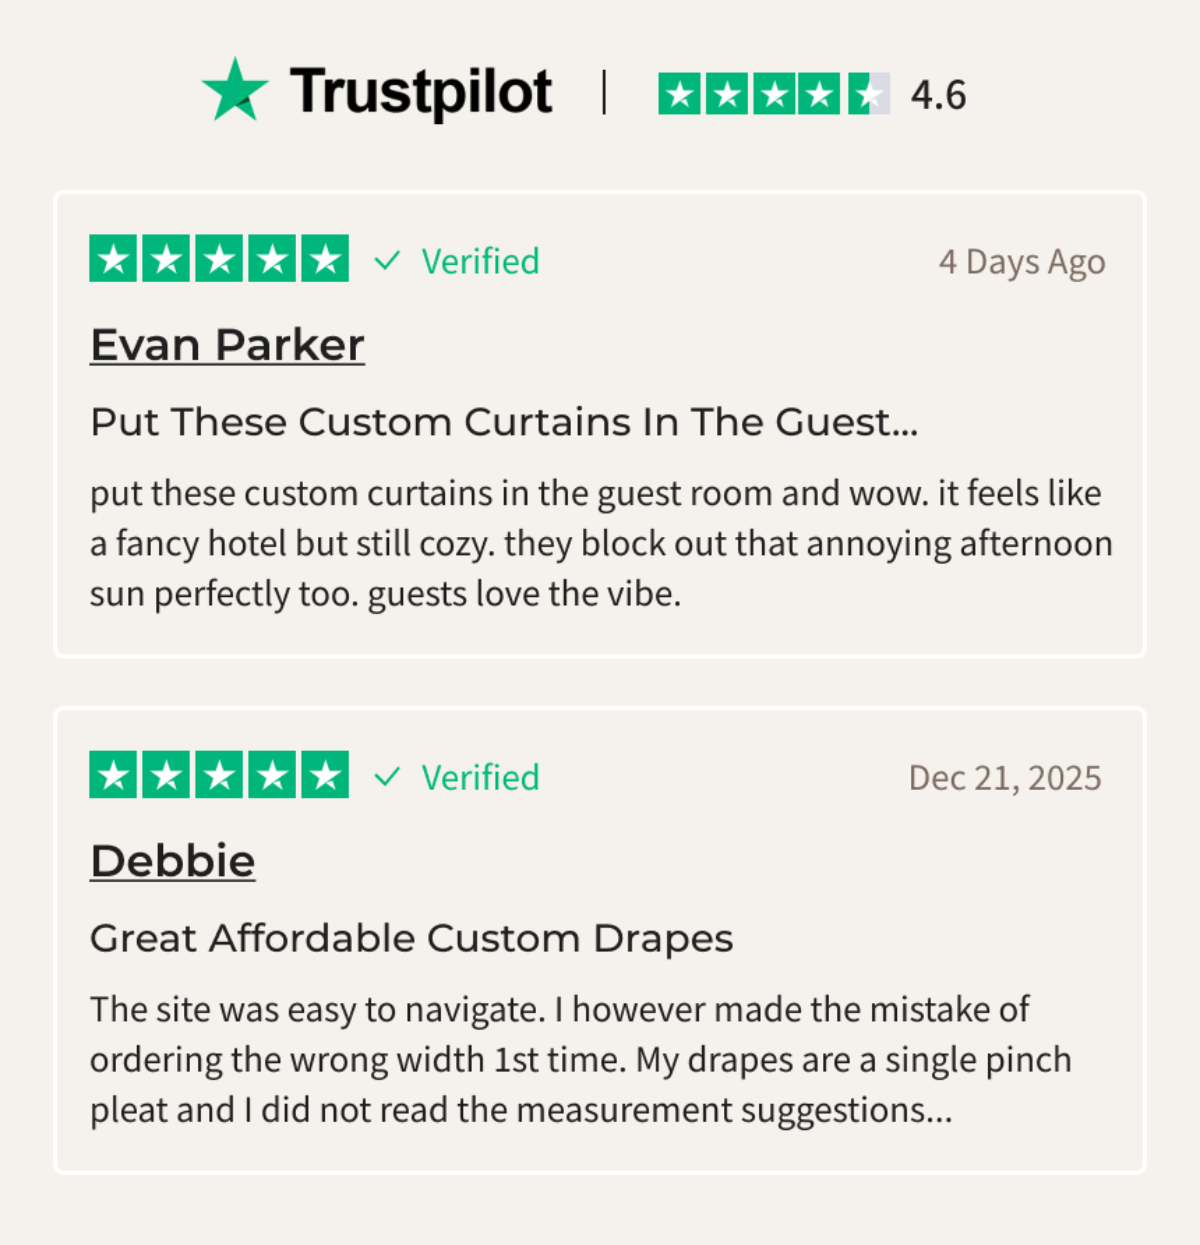 Trustpilot | 4.6
Verified 4 Days Ago
Evan Parker
Put These Custom Curtains In The Guest...
put these custom curtains in the guest room and wow. it feels like
a fancy hotel but still cozy. they block out that annoying afternoon
sun perfectly too. guests love the vibe.
Verified Dec 21, 2025
Debbie
Great Affordable Custom Drapes
The site was easy to navigate. I however made the mistake of
ordering the wrong width 1st time. My drapes are a single pinch
pleat and I did not read the measurement suggestions...